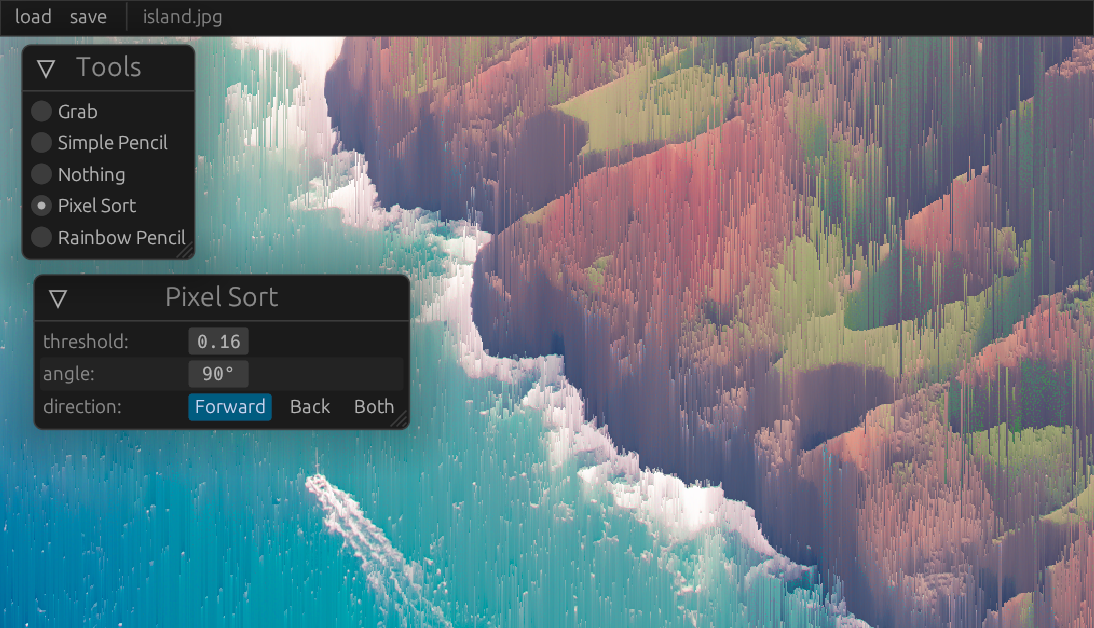 load save island.jpg
Tools
Grab
Simple Pencil
Nothing
Pixel Sort
Rainbow Pencil
Pixel Sort
threshold: 0.16
angle: 90°
direction: Forward Back Both